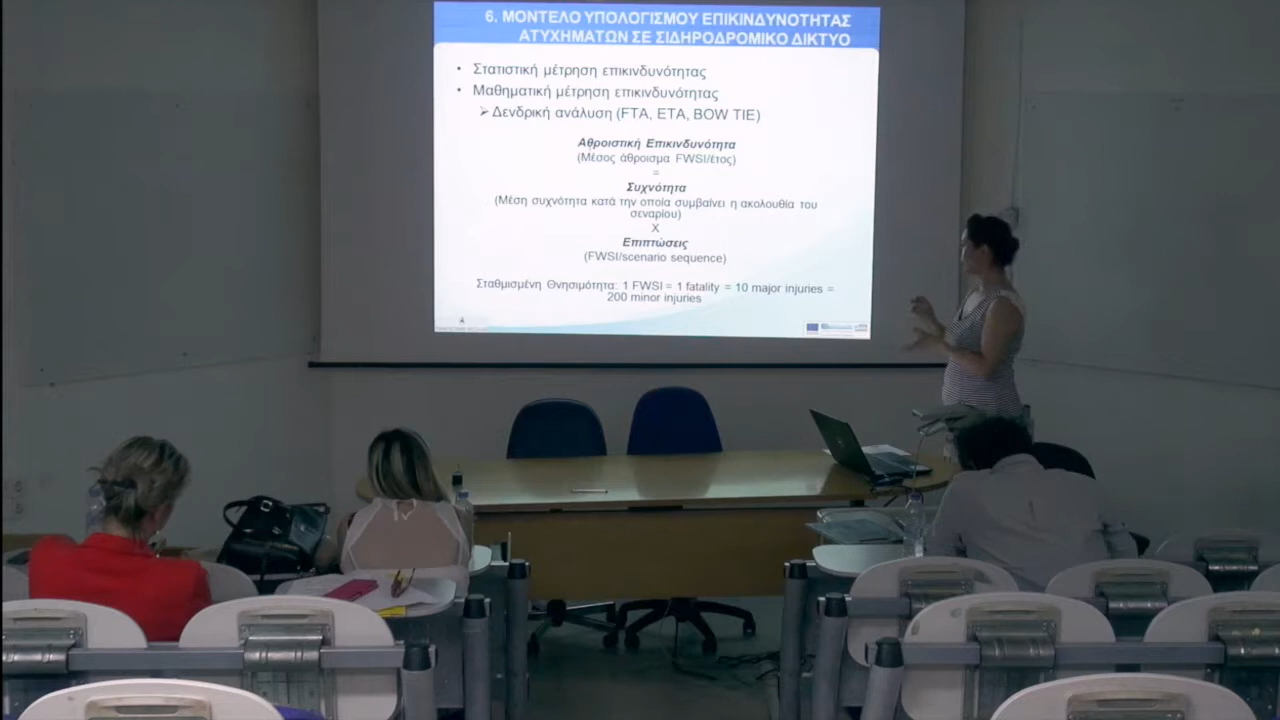 6. ΜΟΝΤΕΛΟ ΥΠΟΛΟΓΙΣΜΟΥ ΕΠΙΚΙΝΔΥΝΟΤΗΤΑΣ
ΑΤΥΧΗΜΑΤΩΝ ΣΕ ΣΙΔΗΡΟΔΡΟΜΙΚΟ ΔΙΚΤΥΟ
• Στατιστική μέτρηση επικινδυνότητας
• Μαθηματική μέτρηση επικινδυνότητας
➢ Δενδρική ανάλυση (FTA, ETA, BOW TIE)
Αθροιστική Επικινδυνότητα
(Μέσος άθροισμα FWSI/έτος)
=
Συχνότητα
(Μέση συχνότητα κατά την οποία συμβαίνει η ακολουθία του
σεναρίου)
X
Επιπτώσεις
(FWSI/scenario sequence)
Σταθμισμένη Θνησιμότητα: 1 FWSI = 1 fatality = 10 major injuries =
200 minor injuries